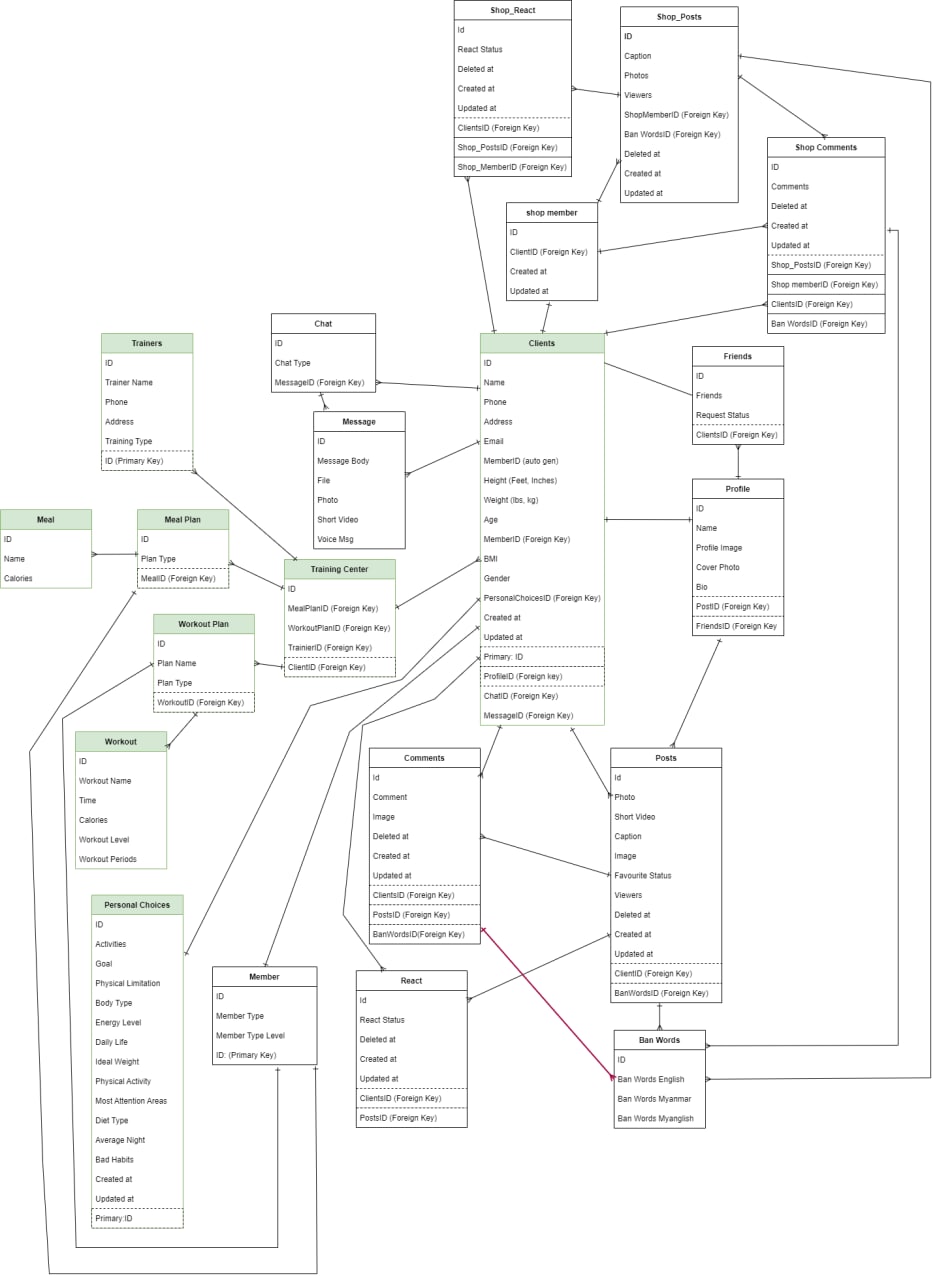 Shop_React
Id
React Status
Deleted at
Created at
Updated at
ClientsID (Foreign Key)
Shop_PostsID (Foreign Key)
Shop_MemberID (Foreign Key)
Shop_Posts
ID
Caption
Photos
Viewers
ShopMemberID (Foreign Key)
Ban WordsID (Foreign Key)
Deleted at
Created at
Updated at
Shop Comments
ID
Comments
Deleted at
Created at
Updated at
Shop_PostsID (Foreign Key)
Shop memberID (Foreign Key)
ClientsID (Foreign Key)
Ban WordsID (Foreign Key)
shop member
ID
ClientID (Foreign Key)
Created at
Updated at
Chat
ID
Chat Type
MessageID (Foreign Key)
Message
ID
Message Body
File
Photo
Short Video
Voice Msg
Clients
ID
Name
Phone
Address
Email
MemberID (auto gen)
Height (Feet, Inches)
Weight (lbs, kg)
Age
MemberID (Foreign Key)
BMI
Gender
PersonalChoicesID (Foreign Key)
Created at
Updated at
Primary: ID
ProfileID (Foreign key)
ChatID (Foreign Key)
MessageID (Foreign Key)
Friends
ID
Friends
Request Status
ClientsID (Foreign Key)
Profile
ID
Name
Profile Image
Cover Photo
Bio
PostID (Foreign Key)
FriendsID (Foreign Key
Trainers
ID
Trainer Name
Phone
Address
Training Type
ID (Primary Key)
Meal
ID
Name
Calories
Meal Plan
ID
Plan Type
MealID (Foreign Key)
Training Center
ID
MealPlanID (Foreign Key)
WorkoutPlanID (Foreign Key)
TrainierID (Foreign Key)
ClientID (Foreign Key)
Workout Plan
ID
Plan Name
Plan Type
WorkoutID (Foreign Key)
Workout
ID
Workout Name
Time
Calories
Workout Level
Workout Periods
Personal Choices
ID
Activities
Goal
Physical Limitation
Body Type
Energy Level
Daily Life
Ideal Weight
Physical Activity
Most Attention Areas
Diet Type
Average Night
Bad Habits
Created at
Updated at
Primary:ID
Member
ID
Member Type
Member Type Level
ID: (Primary Key)
Comments
Id
Comment
Image
Deleted at
Created at
Updated at
ClientsID (Foreign Key)
PostsID (Foreign Key)
BanWordsID(Foreign Key)
React
Id
React Status
Deleted at
Created at
Updated at
ClientsID (Foreign Key)
PostsID (Foreign Key)
Posts
Id
Photo
Short Video
Caption
Image
Favourite Status
Viewers
Deleted at
Created at
Updated at
ClientID (Foreign Key)
BanWordsID (Foreign Key)
Ban Words
ID
Ban Words English
Ban Words Myanmar
Ban Words Myanglish